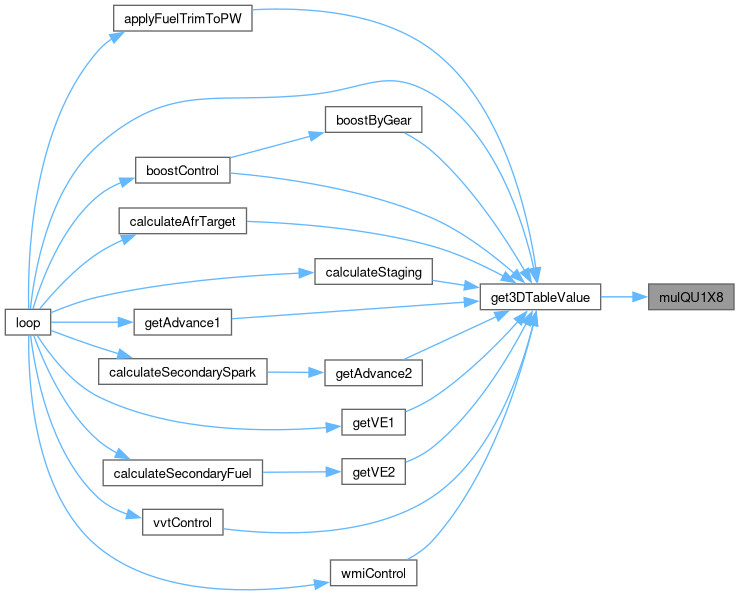 applyFuelTrimToPW
boostByGear
boostControl
calculateAfrTarget
calculateStaging
get3DTableValue
mulQU1X8
loop
getAdvance1
calculateSecondarySpark
getAdvance2
getVE1
calculateSecondaryFuel
getVE2
vvtControl
wmiControl